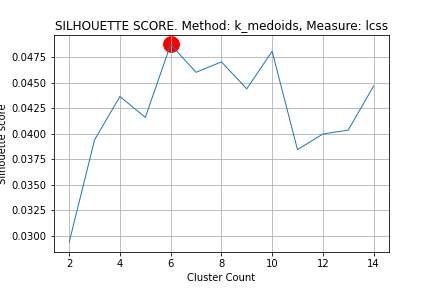 SILHOUETTE SCORE. Method: k_medoids, Measure: lcss
0.0475
0.0450
0.0425
0.0400
0.0375
0.0350
0.0325
0.0300
Silhouette score
2 4 6 8 10 12 14
Cluster Count